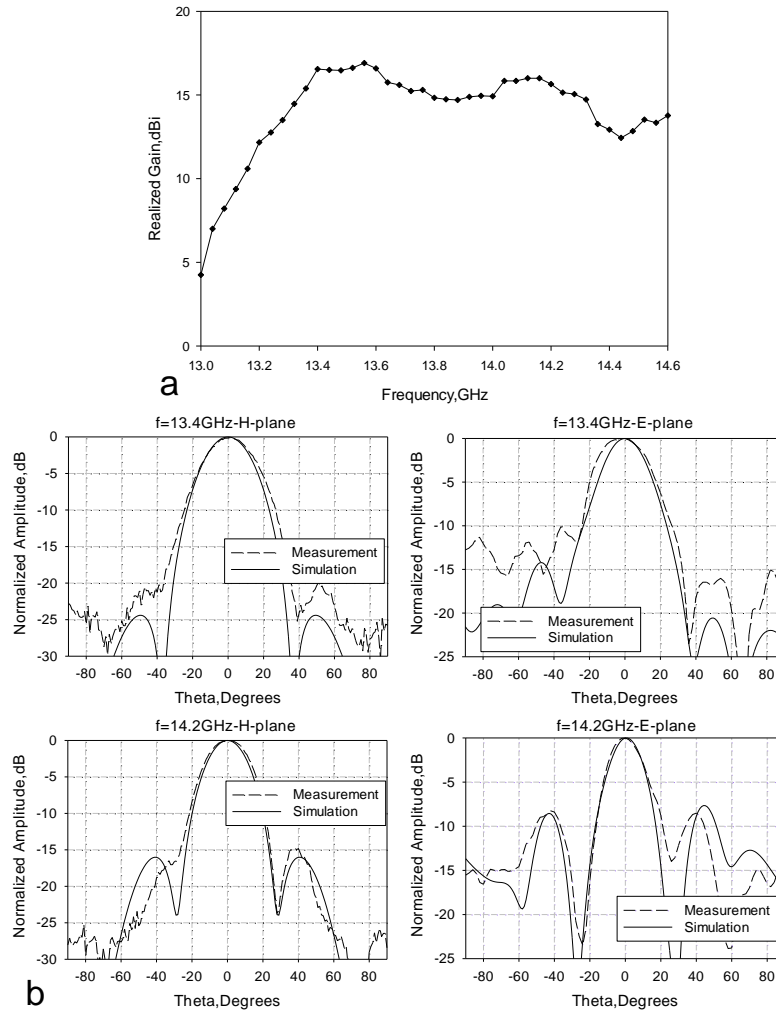 20
15
10
5
0
Realized Gain,dBi
13.0 13.2 13.4 13.6 13.8 14.0 14.2 14.4 14.6
Frequency,GHz
a
f=13.4GHz-H-plane
0
-5
-10
-15
-20
-25
-30
Normalized Amplitude,dB
Measurement
Simulation
-80 -60 -40 -20 0 20 40 60 80
Theta,Degrees
f=13.4GHz-E-plane
0
-5
-10
-15
-20
-25
Normalized Amplitude,dB
Measurement
Simulation
-80 -60 -40 -20 0 20 40 60 80
Theta,Degrees
f=14.2GHz-H-plane
0
-5
-10
-15
-20
-25
-30
Normalized Amplitude,dB
Measurement
Simulation
-80 -60 -40 -20 0 20 40 60 80
Theta,Degrees
f=14.2GHz-E-plane
0
-5
-10
-15
-20
-25
Normalized Amplitude,dB
Measurement
Simulation
-80 -60 -40 -20 0 20 40 60 80
Theta,Degrees
b